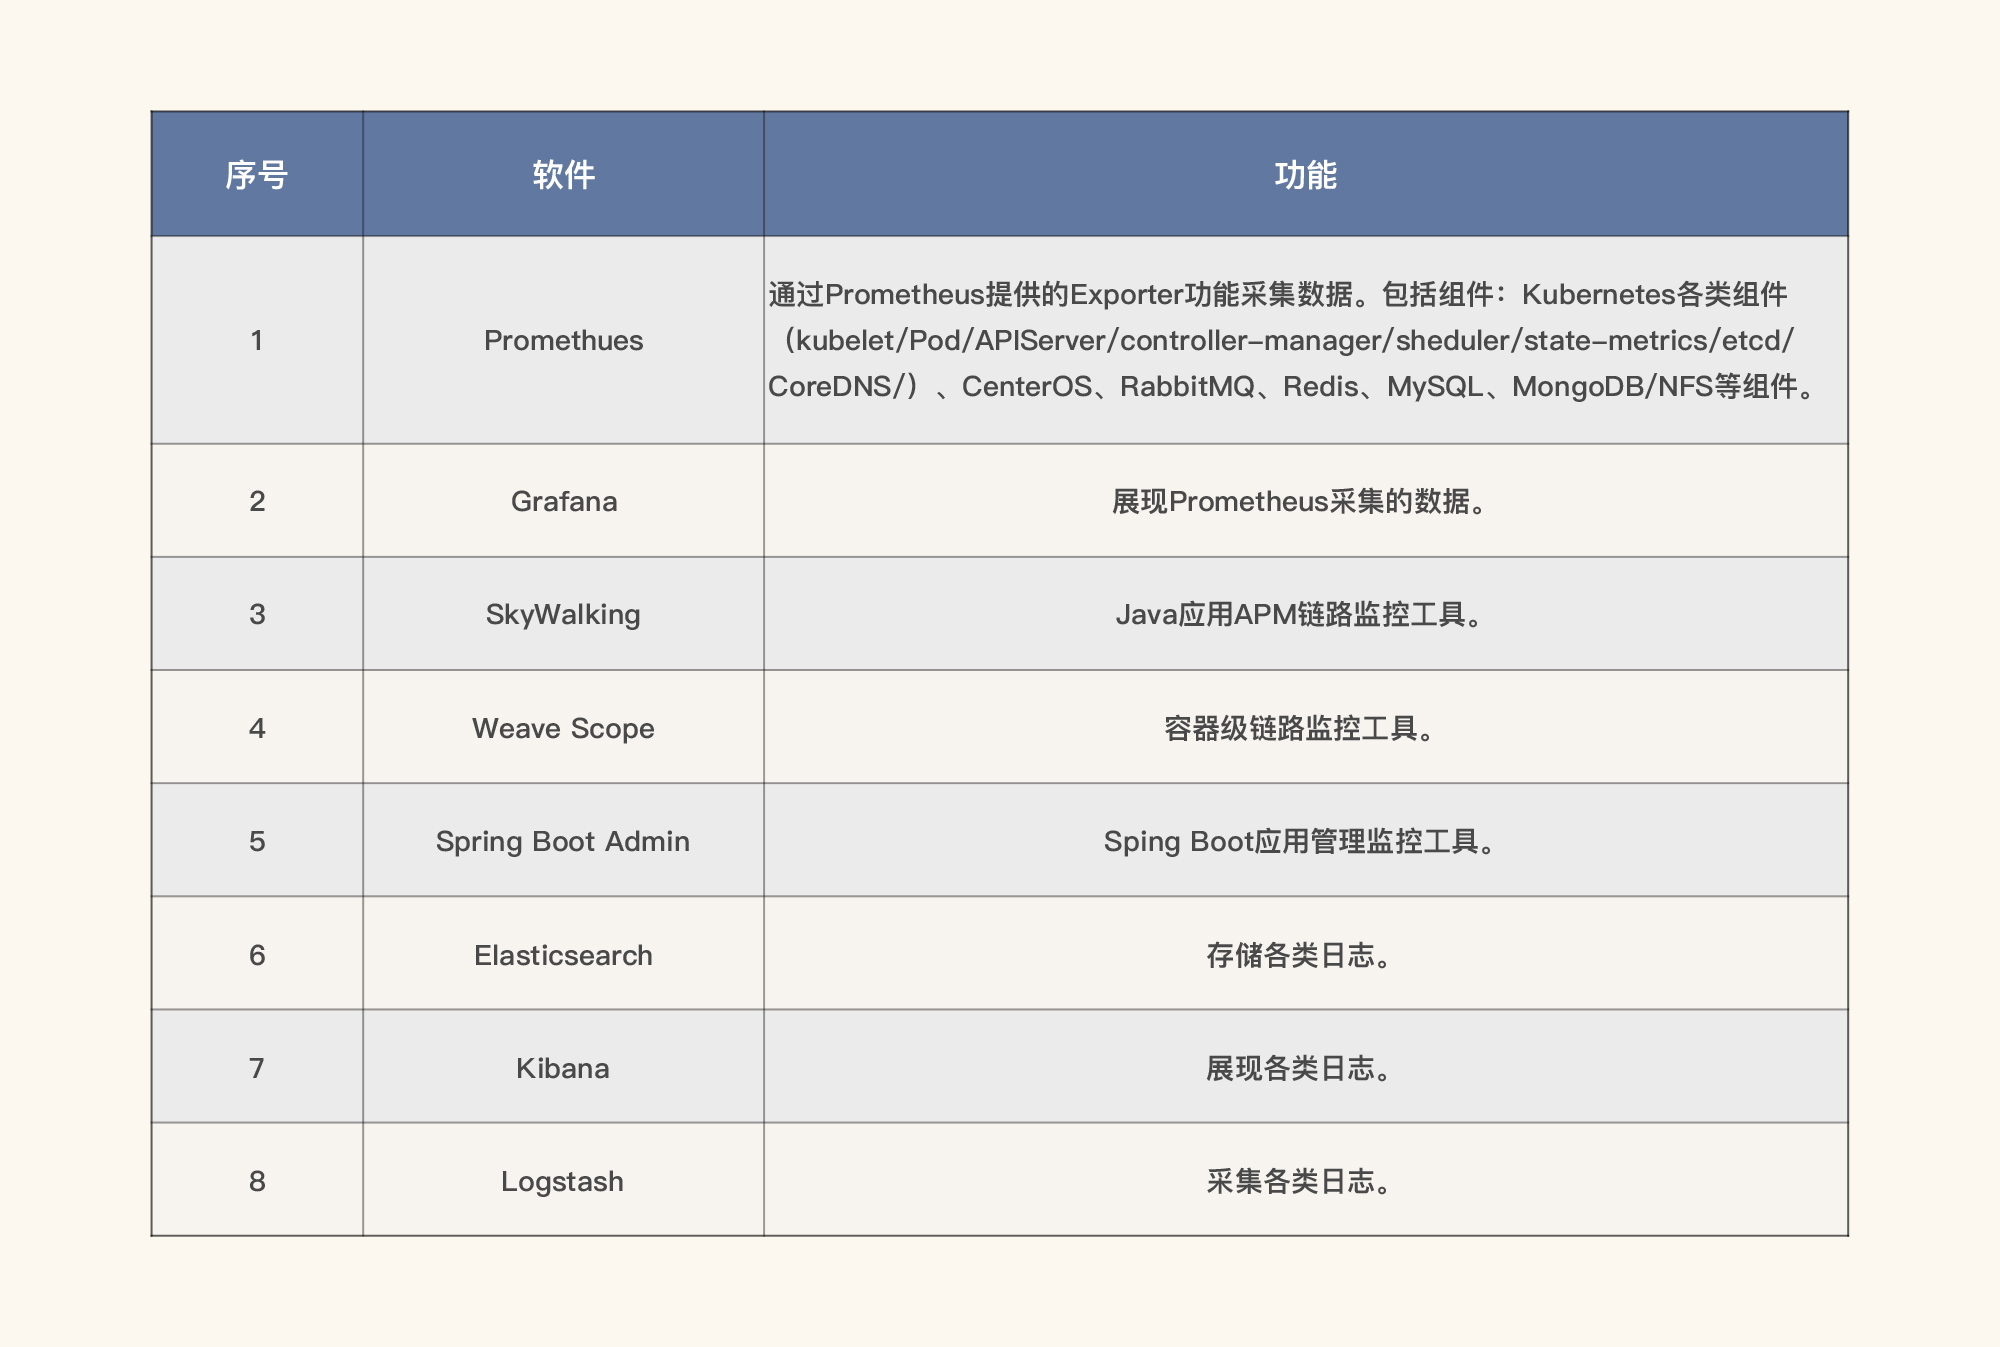 序号 软件 功能
1 Promethues 通过Prometheus提供的Exporter功能采集数据。包括组件：Kubernetes各类组件
（kubelet/Pod/APIServer/controller-manager/sheduler/state-metrics/etcd/
CoreDNS/）、CenterOS、RabbitMQ、Redis、MySQL、MongoDB/NFS等组件。
2 Grafana 展现Prometheus采集的数据。
3 SkyWalking Java应用APM链路监控工具。
4 Weave Scope 容器级链路监控工具。
5 Spring Boot Admin Sping Boot应用管理监控工具。
6 Elasticsearch 存储各类日志。
7 Kibana 展现各类日志。
8 Logstash 采集各类日志。